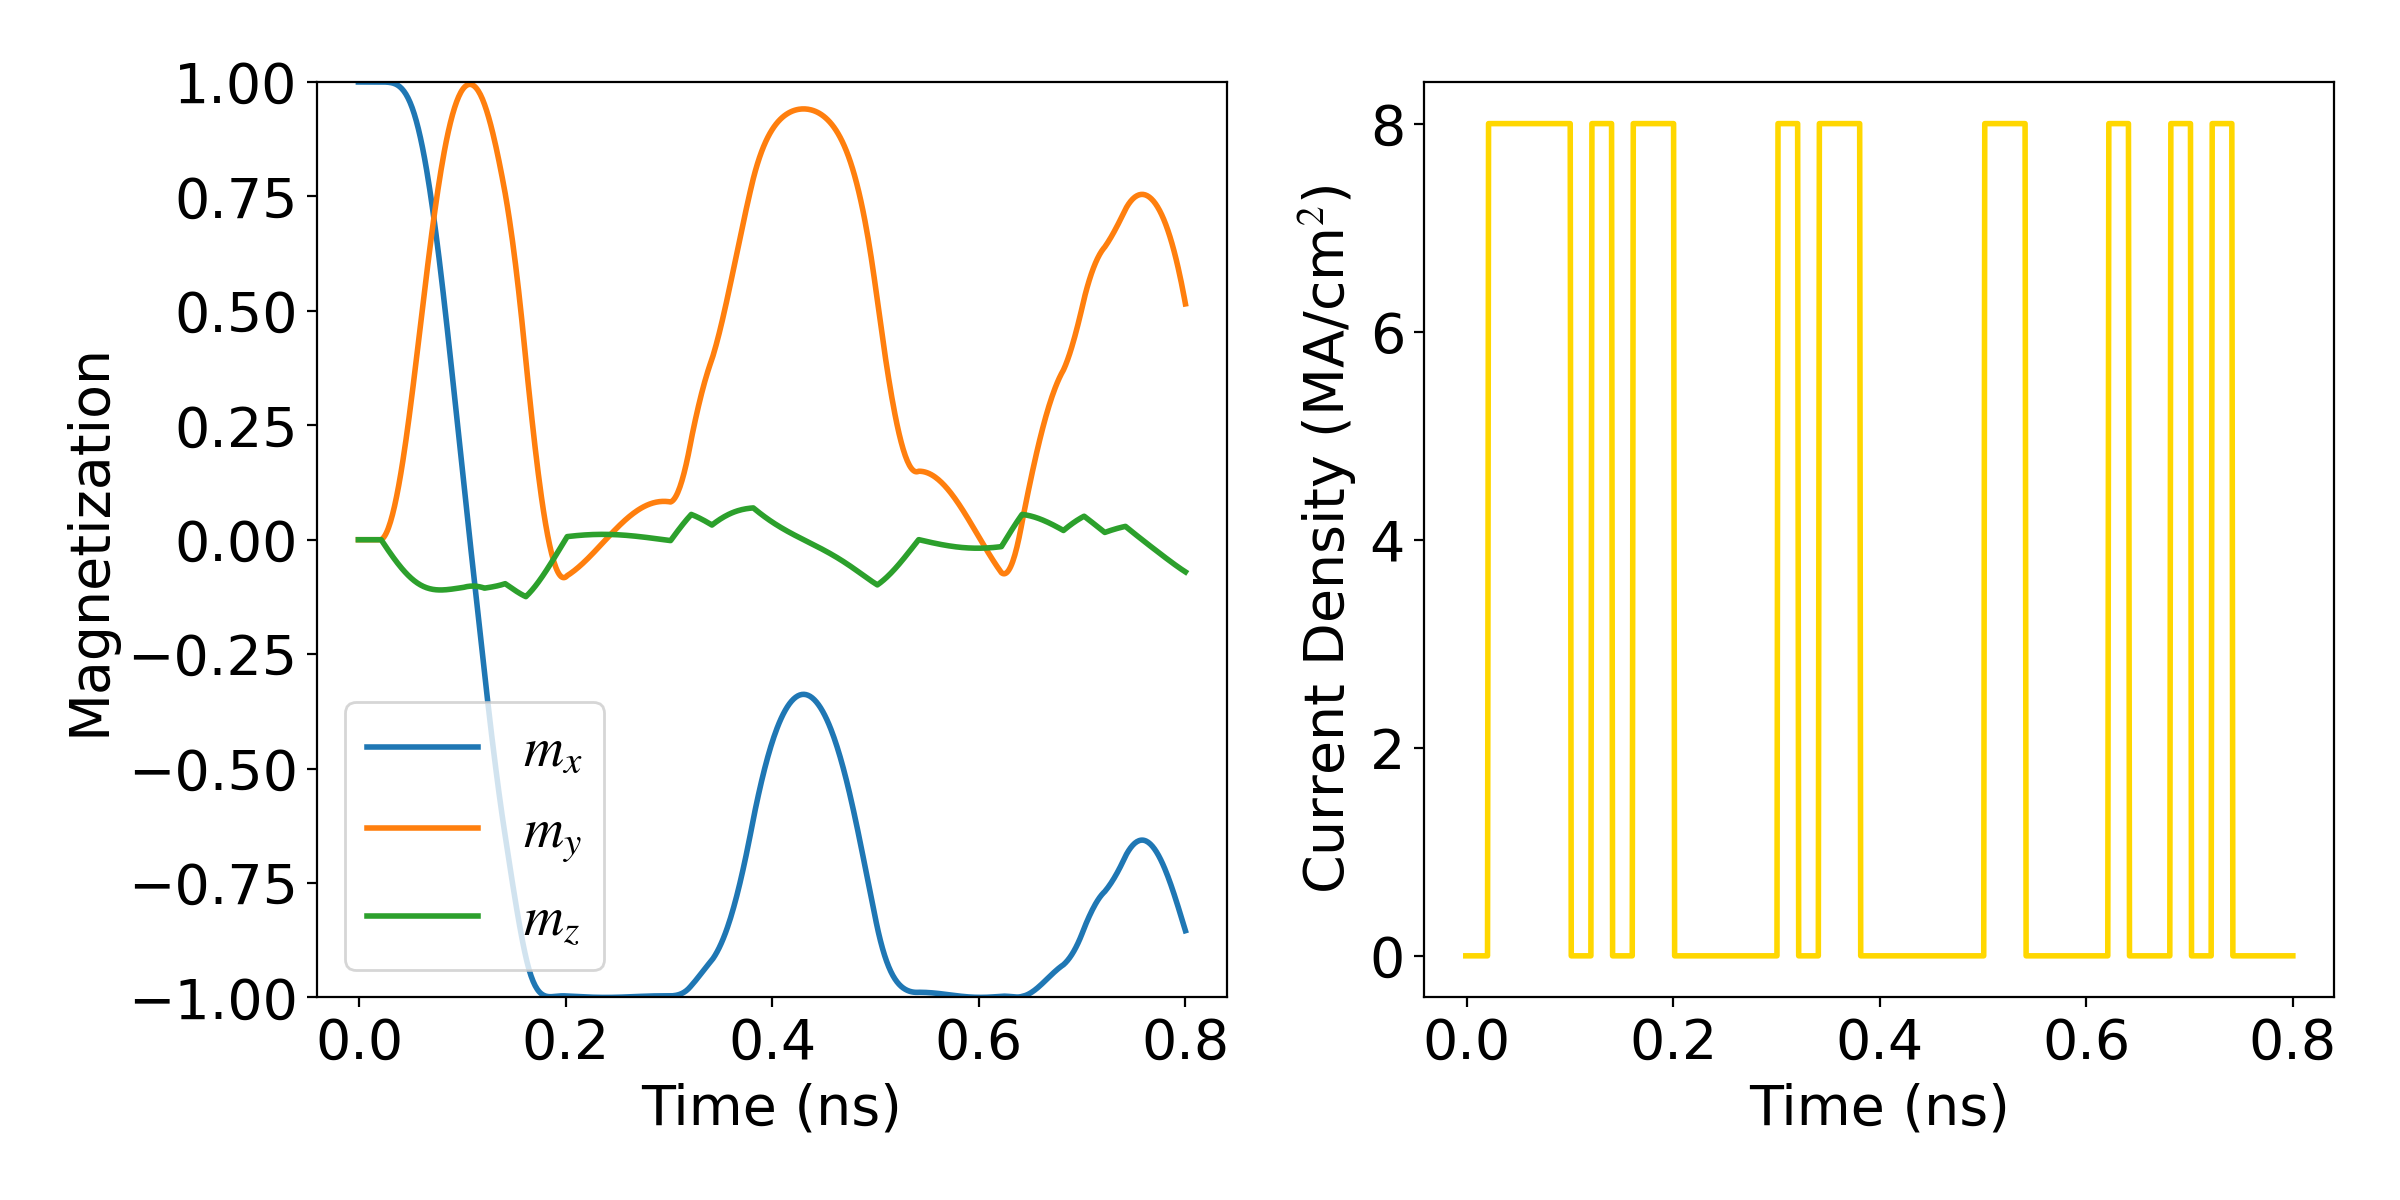 Magnetization
1.00
0.75
0.50
0.25
0.00
−0.25
−0.50
−0.75
−1.00
0.0 0.2 0.4 0.6 0.8
Time (ns)
m_x
m_y
m_z
Current Density (MA/cm²)
8
6
4
2
0
0.0 0.2 0.4 0.6 0.8
Time (ns)